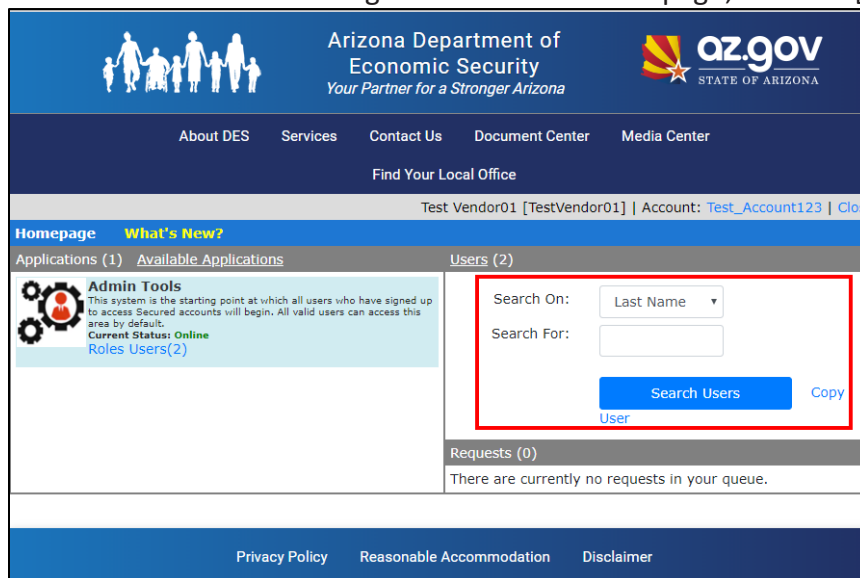 page,
Arizona Department of
Economic Security
Your Partner for a Stronger Arizona
az.gov
STATE OF ARIZONA
About DES Services Contact Us Document Center Media Center
Find Your Local Office
Test Vendor01 [TestVendor01] | Account: Test_Account123 | Clo
Homepage What's New?
Applications (1) Available Applications
Admin Tools
This system is the starting point at which all users who have signed up
to access Secured accounts will begin. All valid users can access this
area by default.
Current Status: Online
Roles Users(2)
Users (2)
Search On: Last Name
Search For:
Search Users Copy
User
Requests (0)
There are currently no requests in your queue.
Privacy Policy Reasonable Accommodation Disclaimer